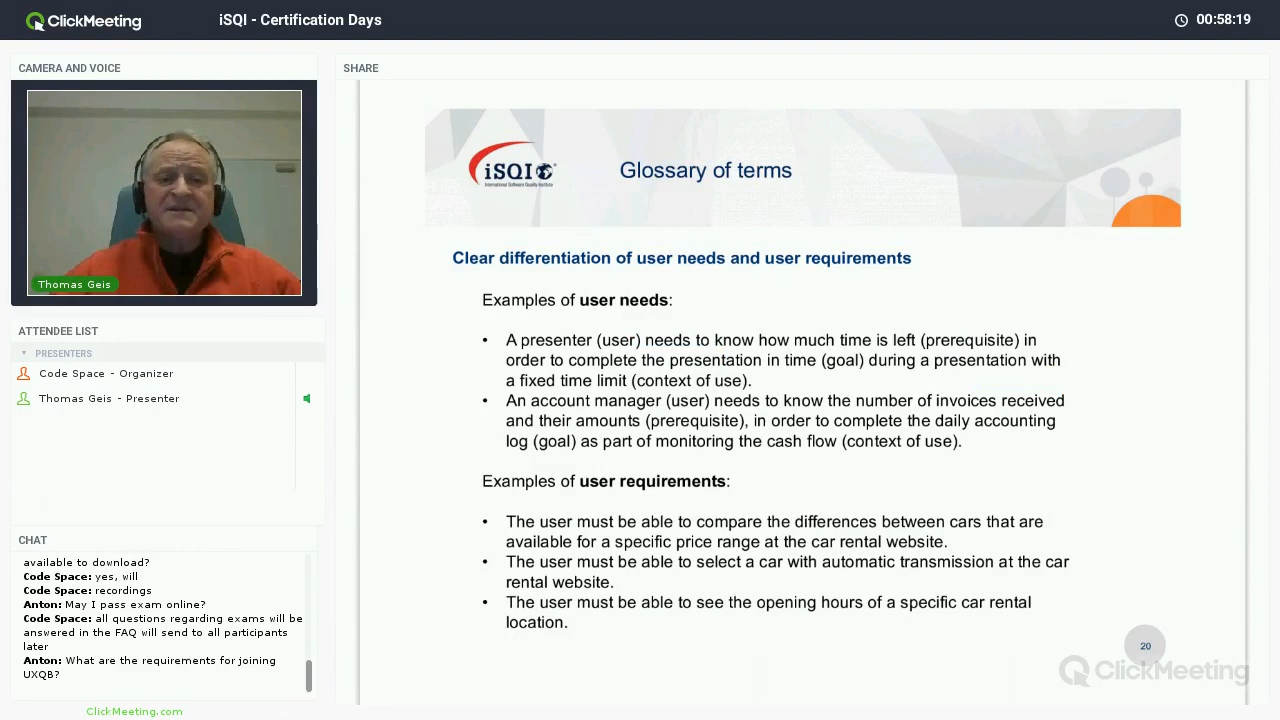 ClickMeeting
iSQI - Certification Days
00:58:19
CAMERA AND VOICE
Thomas Geis
ATTENDEE LIST
PRESENTERS
Code Space - Organizer
Thomas Geis - Presenter
CHAT
available to download?
Code Space: yes, will
Code Space: recordings
Anton: May I pass exam online?
Code Space: all questions regarding exams will be
answered in the FAQ will send to all participants
later
Anton: What are the requirements for joining
UXQB?
ClickMeeting.com
SHARE
iSQI
International Software Quality Institute
Glossary of terms
Clear differentiation of user needs and user requirements
Examples of user needs:
• A presenter (user) needs to know how much time is left (prerequisite) in
order to complete the presentation in time (goal) during a presentation with
a fixed time limit (context of use).
• An account manager (user) needs to know the number of invoices received
and their amounts (prerequisite), in order to complete the daily accounting
log (goal) as part of monitoring the cash flow (context of use).
Examples of user requirements:
• The user must be able to compare the differences between cars that are
available for a specific price range at the car rental website.
• The user must be able to select a car with automatic transmission at the car
rental website.
• The user must be able to see the opening hours of a specific car rental
location.
20
ClickMeeting